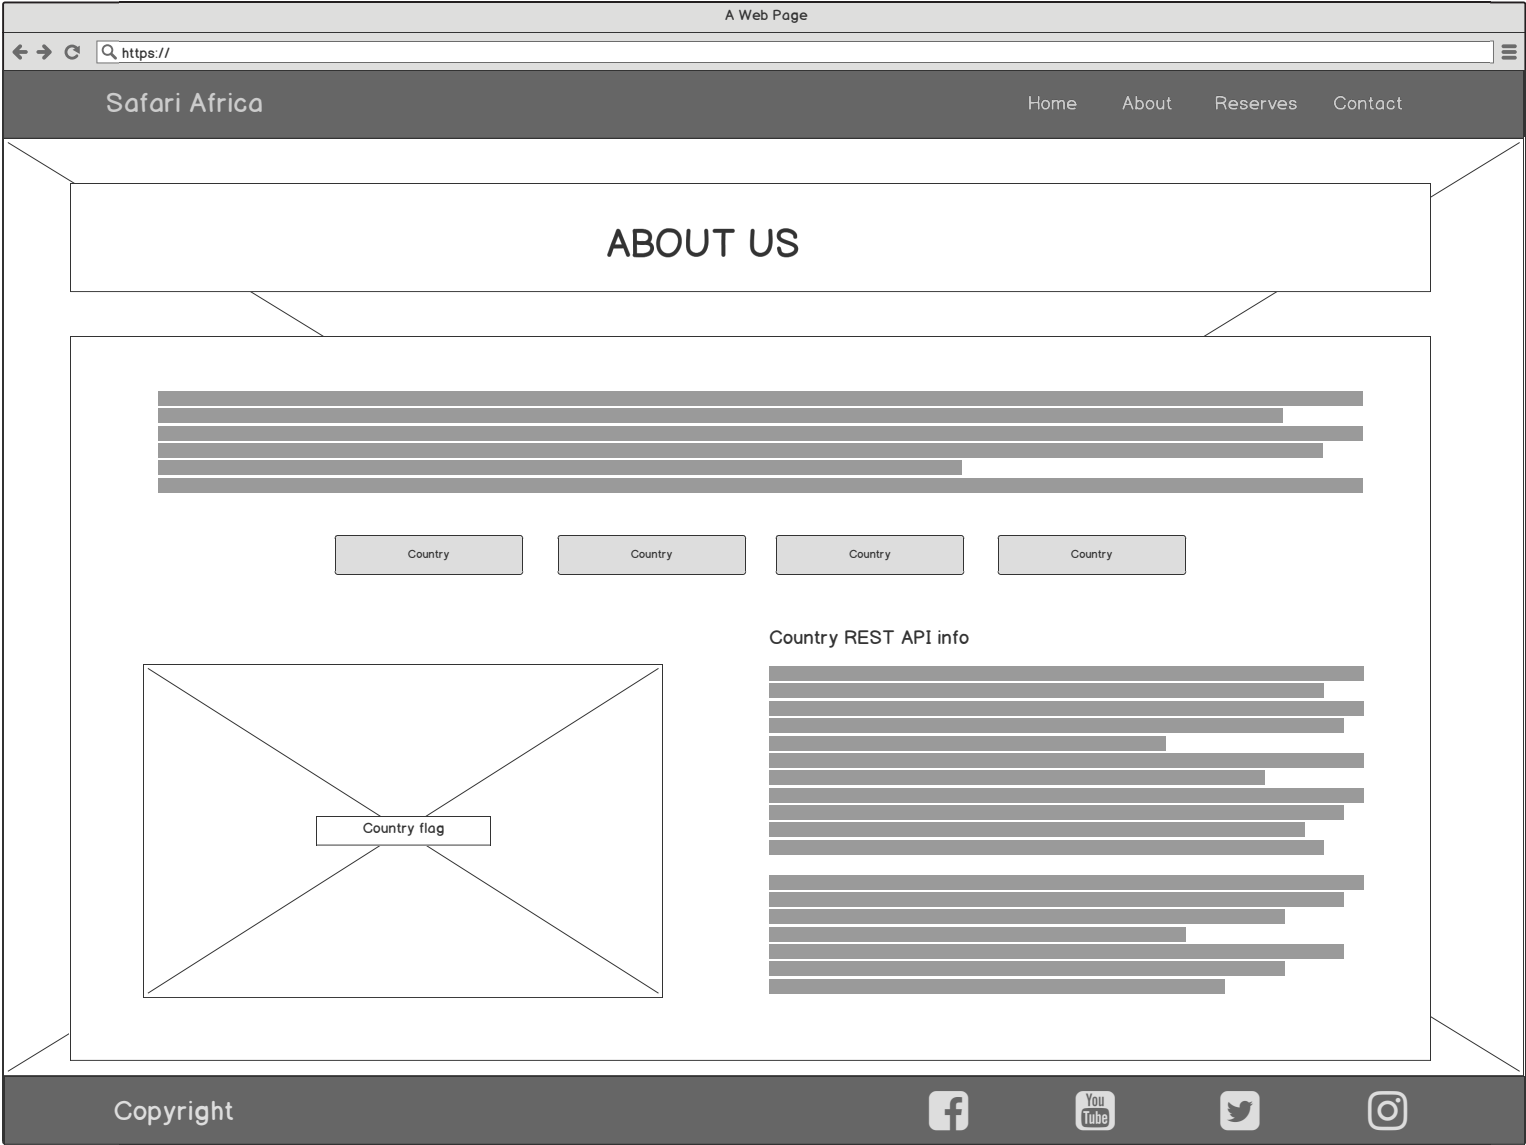 A Web Page
https://
Safari Africa
Home About Reserves Contact
ABOUT US
Country Country Country Country
Country REST API info
Country flag
Copyright
You Tube